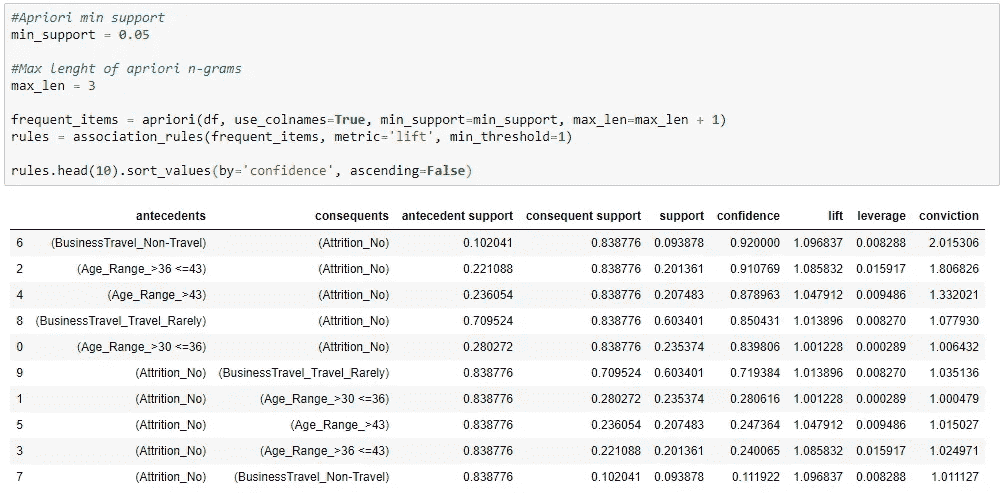 #Apriori min support
min_support = 0.05
#Max lenght of apriori n-grams
max_len = 3
frequent_items = apriori(df, use_colnames=True, min_support=min_support, max_len=max_len + 1)
rules = association_rules(frequent_items, metric='lift', min_threshold=1)
rules.head(10).sort_values(by='confidence', ascending=False)
antecedents consequents antecedent support consequent support support confidence lift leverage conviction
6 (BusinessTravel_Non-Travel) (Attrition_No) 0.102041 0.838776 0.093878 0.920000 1.096837 0.008288 2.015306
2 (Age_Range_>36 <=43) (Attrition_No) 0.221088 0.838776 0.201361 0.910769 1.085832 0.015917 1.806826
4 (Age_Range_>43) (Attrition_No) 0.236054 0.838776 0.207483 0.878963 1.047912 0.009486 1.332021
8 (BusinessTravel_Travel_Rarely) (Attrition_No) 0.709524 0.838776 0.603401 0.850431 1.013896 0.008270 1.077930
0 (Age_Range_>30 <=36) (Attrition_No) 0.280272 0.838776 0.235374 0.839806 1.001228 0.000289 1.006432
9 (Attrition_No) (BusinessTravel_Travel_Rarely) 0.838776 0.709524 0.603401 0.719384 1.013896 0.008270 1.035136
1 (Attrition_No) (Age_Range_>30 <=36) 0.838776 0.280272 0.235374 0.280616 1.001228 0.000289 1.000479
5 (Attrition_No) (Age_Range_>43) 0.838776 0.236054 0.207483 0.247364 1.047912 0.009486 1.015027
3 (Attrition_No) (Age_Range_>36 <=43) 0.838776 0.221088 0.201361 0.240065 1.085832 0.015917 1.024971
7 (Attrition_No) (BusinessTravel_Non-Travel) 0.838776 0.102041 0.093878 0.111922 1.096837 0.008288 1.011127